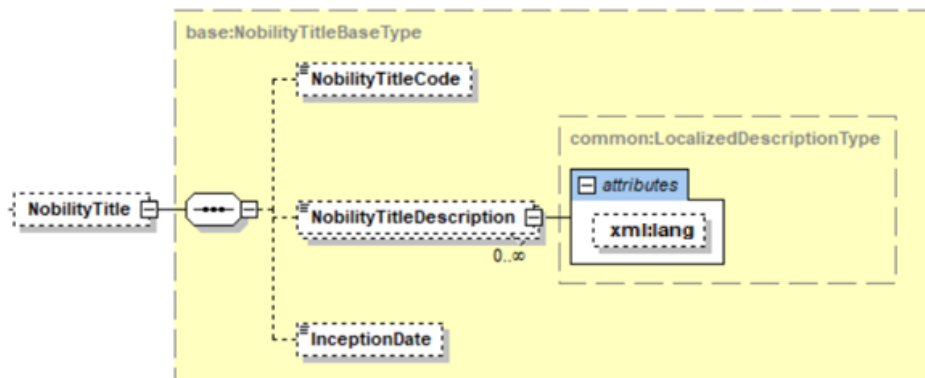 base:NobilityTitleBaseType
NobilityTitleCode
common:LocalizedDescriptionType
attributes
NobilityTitle
NobilityTitleDescription
xml:lang
0..∞
InceptionDate